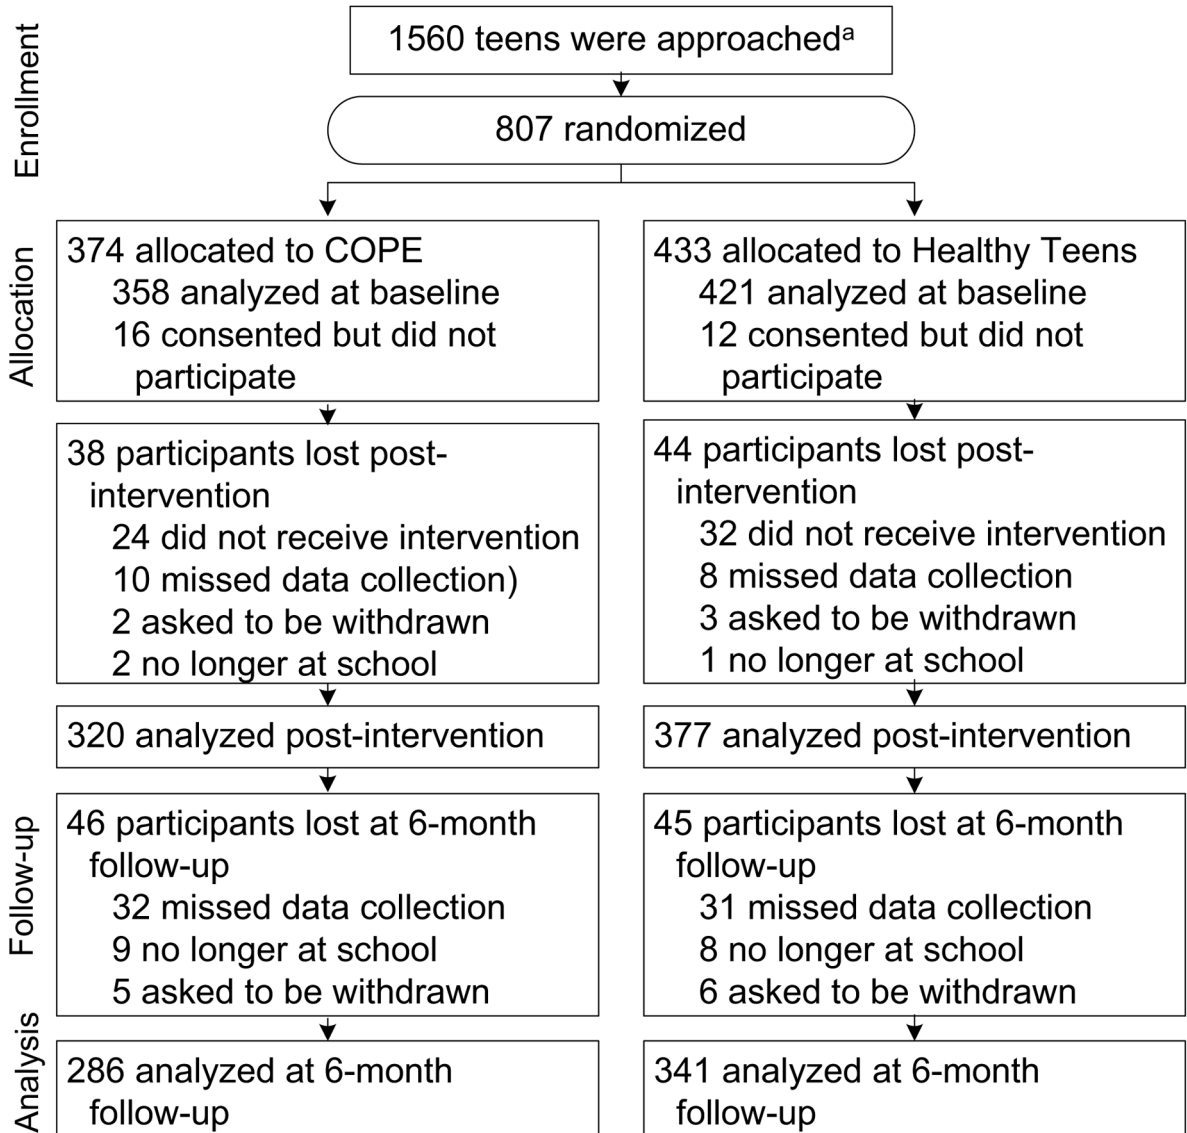 Enrollment
1560 teens were approachedᵃ
807 randomized
Allocation
374 allocated to COPE
358 analyzed at baseline
16 consented but did not
participate
433 allocated to Healthy Teens
421 analyzed at baseline
12 consented but did not
participate
38 participants lost post-
intervention
24 did not receive intervention
10 missed data collection)
2 asked to be withdrawn
2 no longer at school
44 participants lost post-
intervention
32 did not receive intervention
8 missed data collection
3 asked to be withdrawn
1 no longer at school
320 analyzed post-intervention
377 analyzed post-intervention
Follow-up
46 participants lost at 6-month
follow-up
32 missed data collection
9 no longer at school
5 asked to be withdrawn
45 participants lost at 6-month
follow-up
31 missed data collection
8 no longer at school
6 asked to be withdrawn
Analysis
286 analyzed at 6-month
follow-up
341 analyzed at 6-month
follow-up